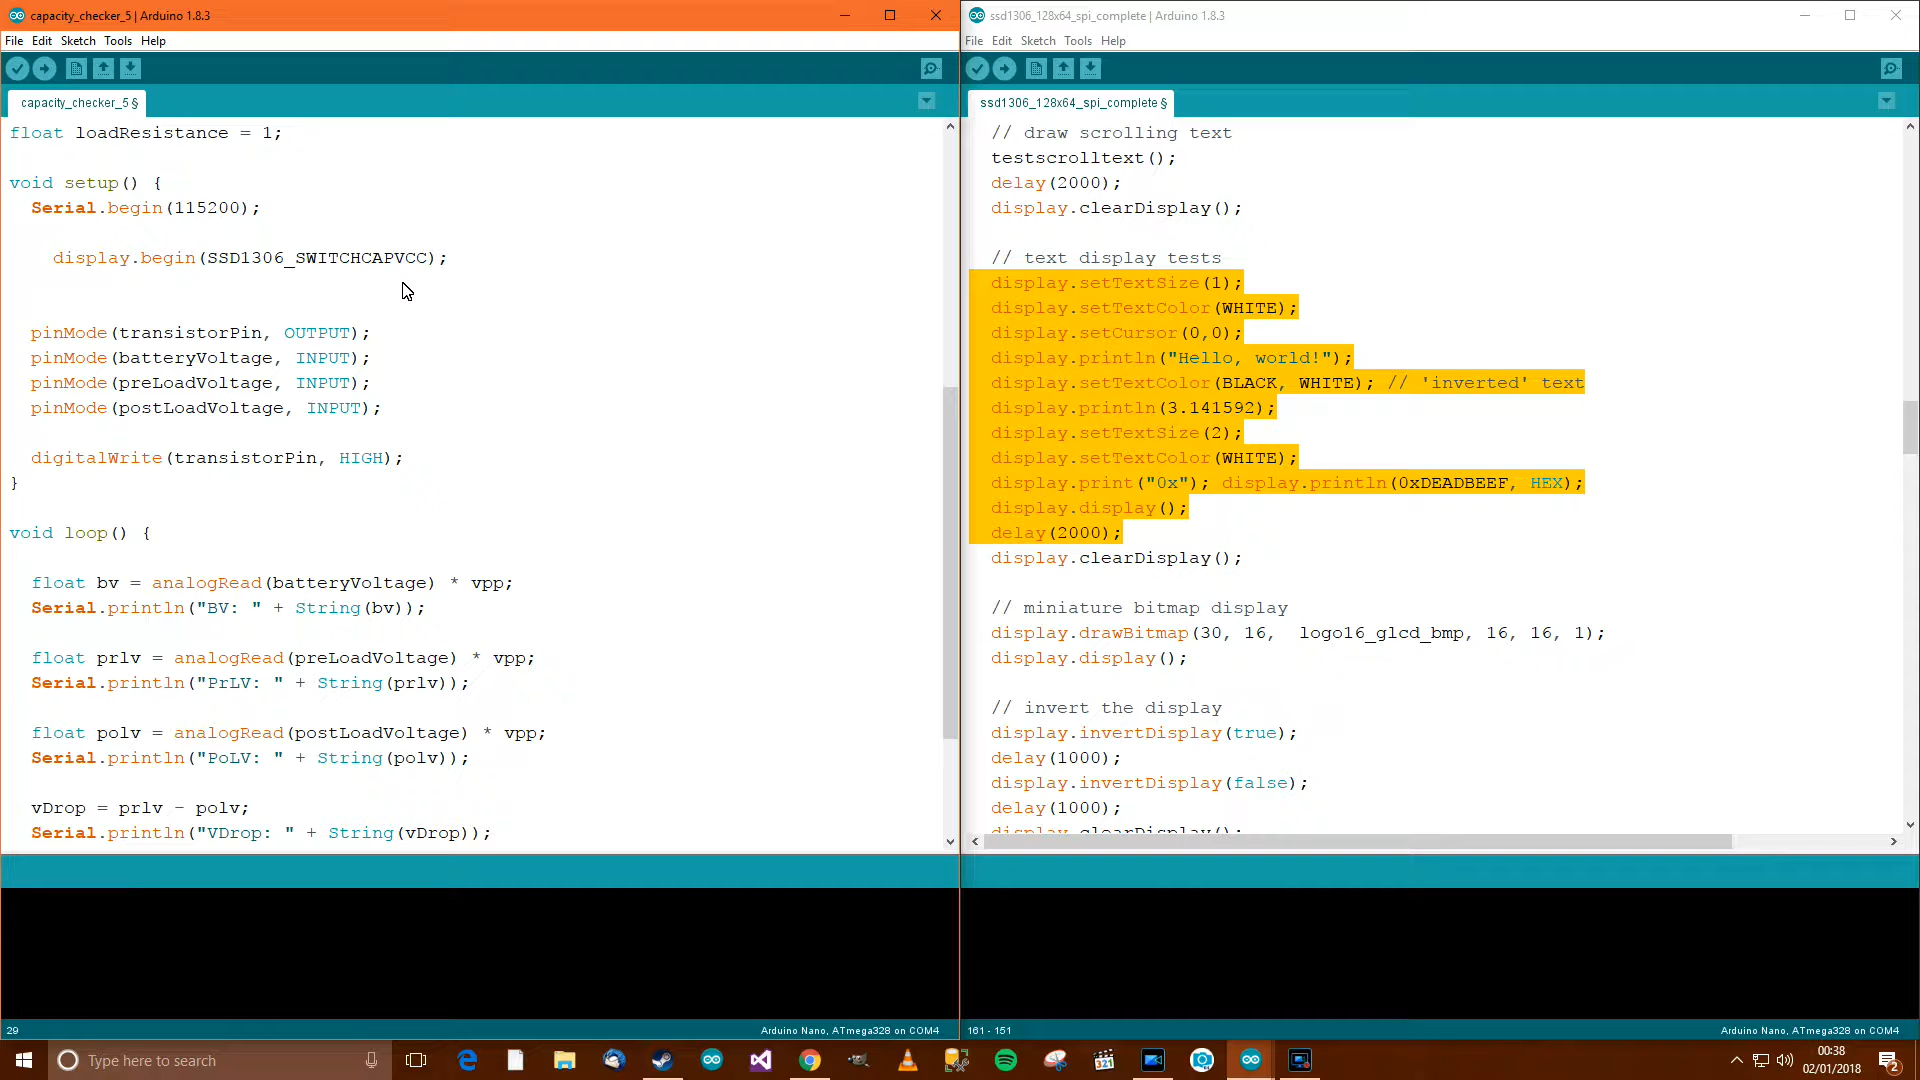 capacity_checker_5 | Arduino 1.8.3
File Edit Sketch Tools Help
capacity_checker_5 §
float loadResistance = 1;
void setup() {
Serial.begin(115200);
display.begin(SSD1306_SWITCHCAPVCC);
pinMode(transistorPin, OUTPUT);
pinMode(batteryVoltage, INPUT);
pinMode(preLoadVoltage, INPUT);
pinMode(postLoadVoltage, INPUT);
digitalWrite(transistorPin, HIGH);
}
void loop() {
float bv = analogRead(batteryVoltage) * vpp;
Serial.println("BV: " + String(bv));
float prlv = analogRead(preLoadVoltage) * vpp;
Serial.println("PrLV: " + String(prlv));
float polv = analogRead(postLoadVoltage) * vpp;
Serial.println("PoLV: " + String(polv));
vDrop = prlv - polv;
Serial.println("VDrop: " + String(vDrop));
29
Arduino Nano, ATmega328 on COM4
ssd1306_128x64_spi_complete | Arduino 1.8.3
File Edit Sketch Tools Help
ssd1306_128x64_spi_complete §
// draw scrolling text
testscrolltext();
delay(2000);
display.clearDisplay();
// text display tests
display.setTextSize(1);
display.setTextColor(WHITE);
display.setCursor(0,0);
display.println("Hello, world!");
display.setTextColor(BLACK, WHITE); // 'inverted' text
display.println(3.141592);
display.setTextSize(2);
display.setTextColor(WHITE);
display.print("0x"); display.println(0xDEADBEEF, HEX);
display.display();
delay(2000);
display.clearDisplay();
// miniature bitmap display
display.drawBitmap(30, 16,  logo16_glcd_bmp, 16, 16, 1);
display.display();
// invert the display
display.invertDisplay(true);
delay(1000);
display.invertDisplay(false);
delay(1000);
display.clearDisplay();
161 - 151
Arduino Nano, ATmega328 on COM4
Type here to search
321
00:38
02/01/2018
2